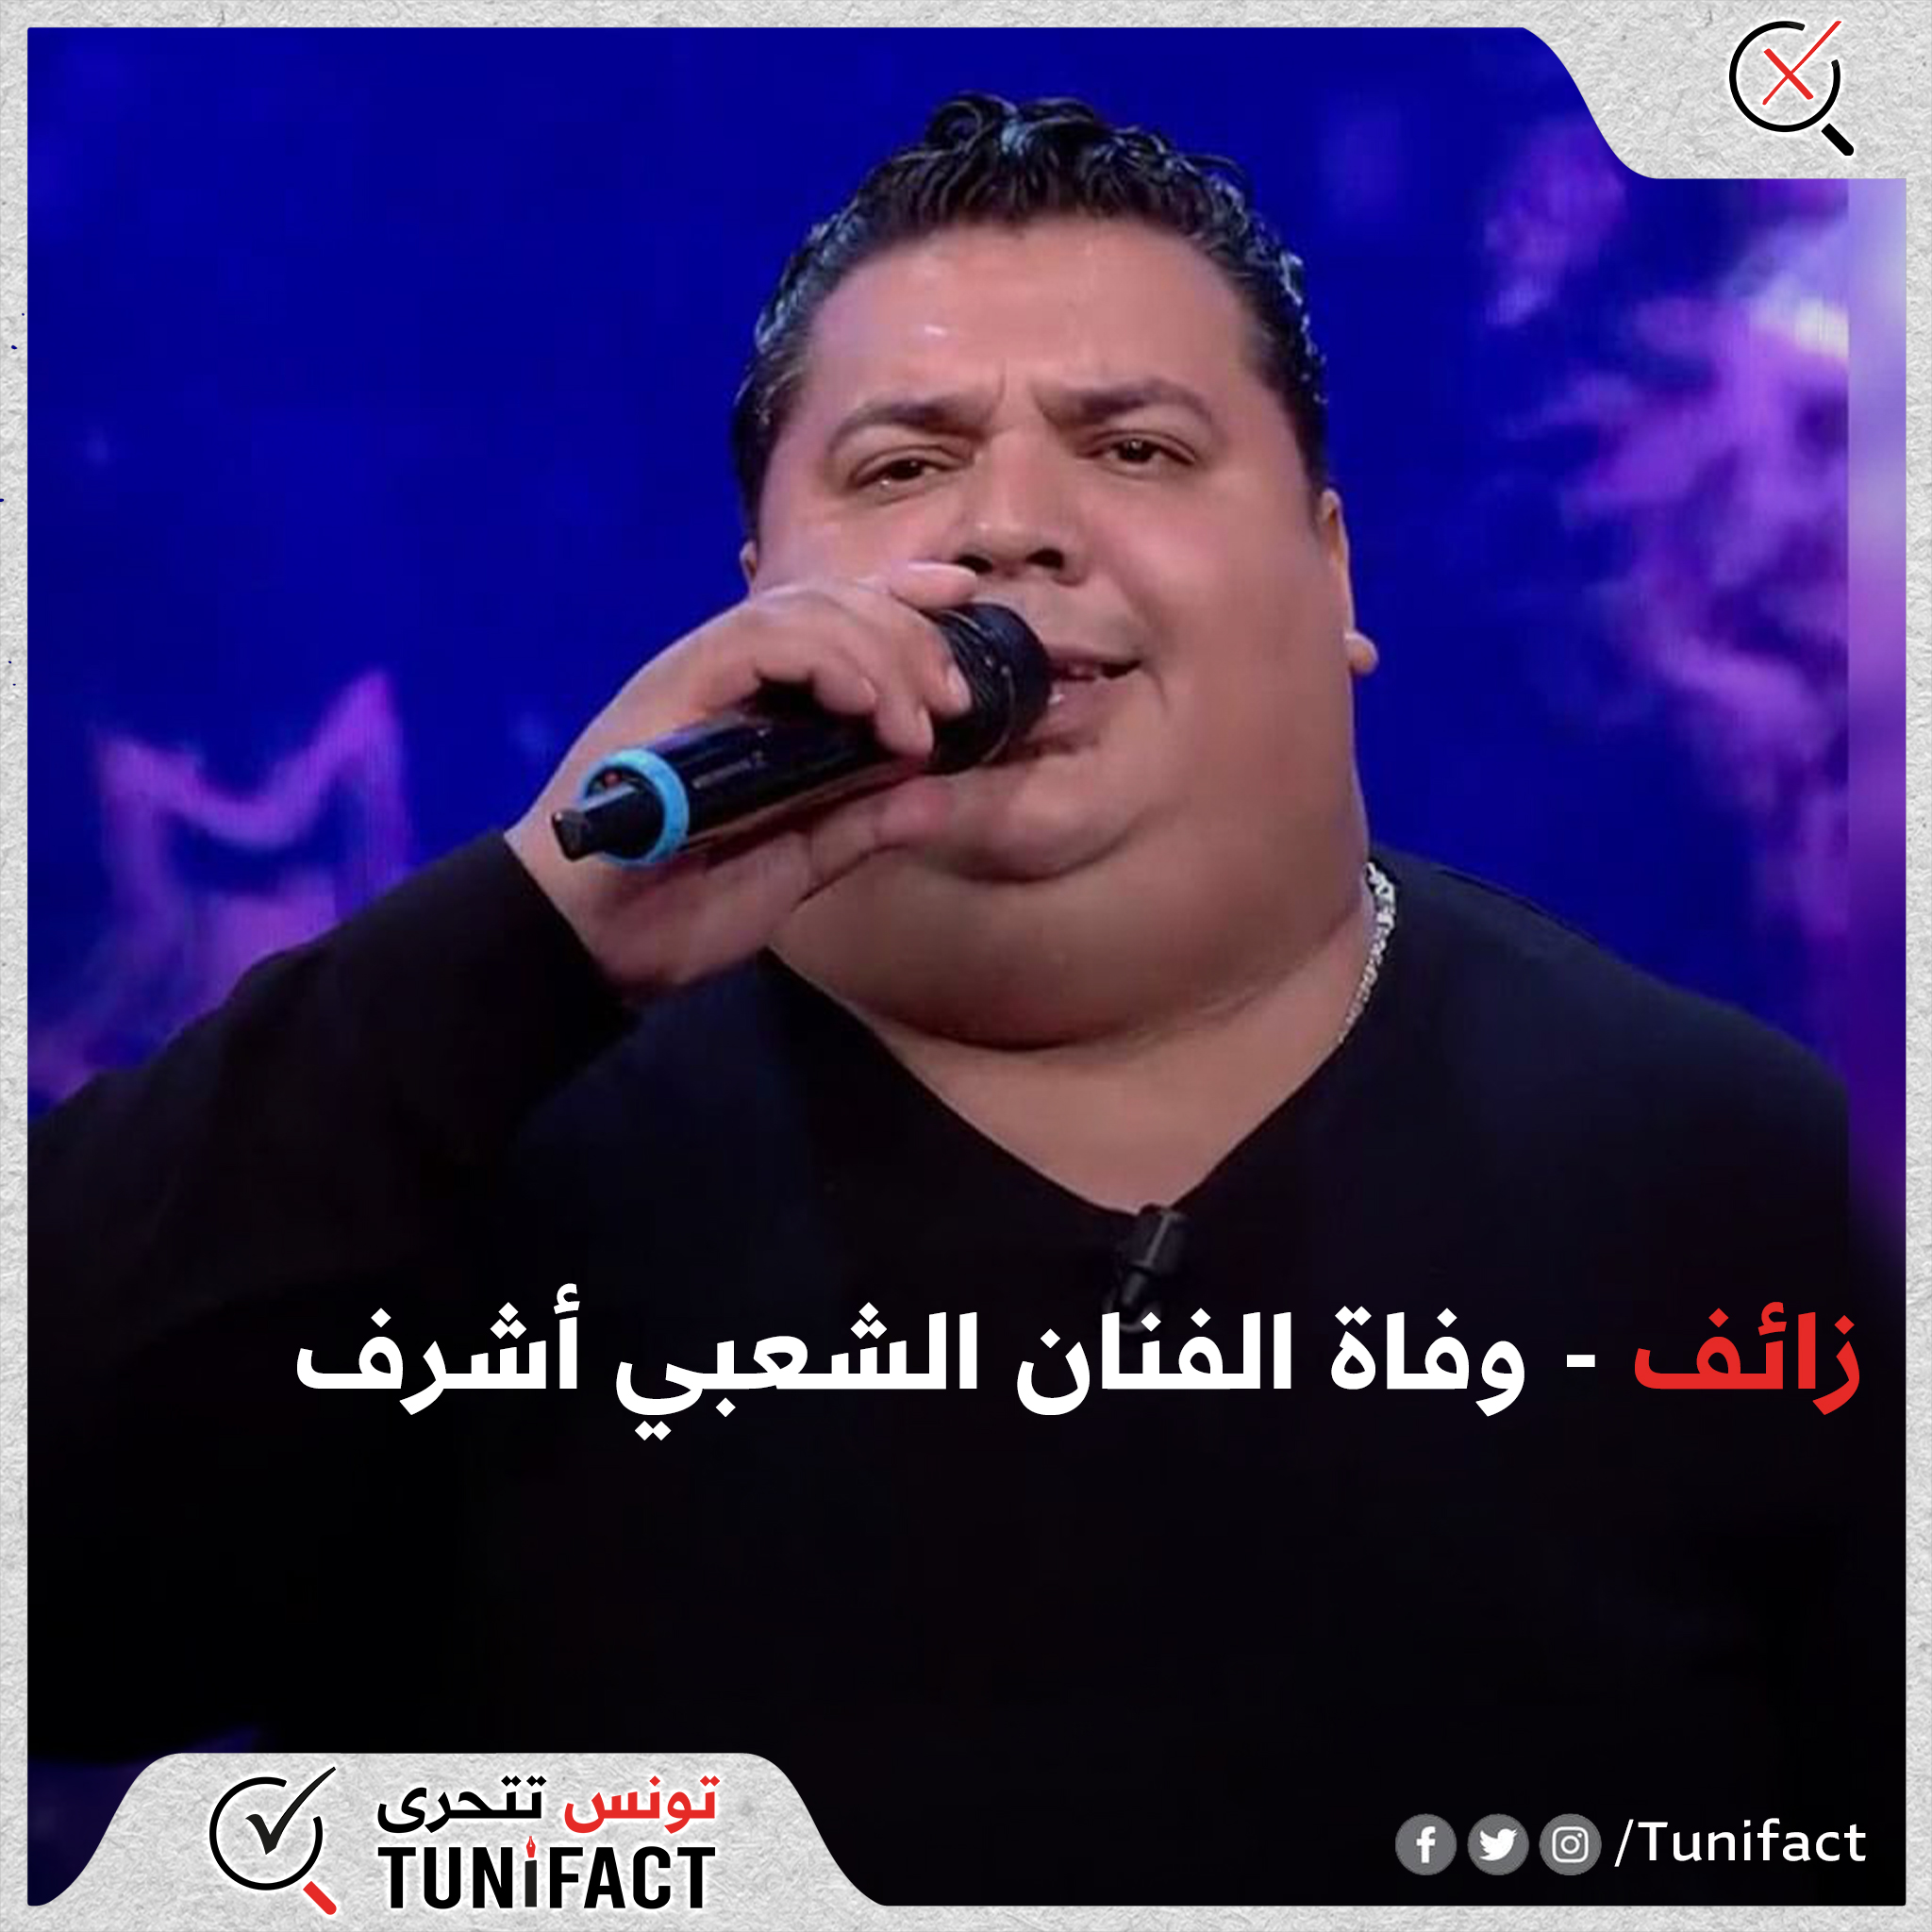 زائف - وفاة الفنان الشعبي أشرف
تونس تتحرى
TUNiFACT
/Tunifact